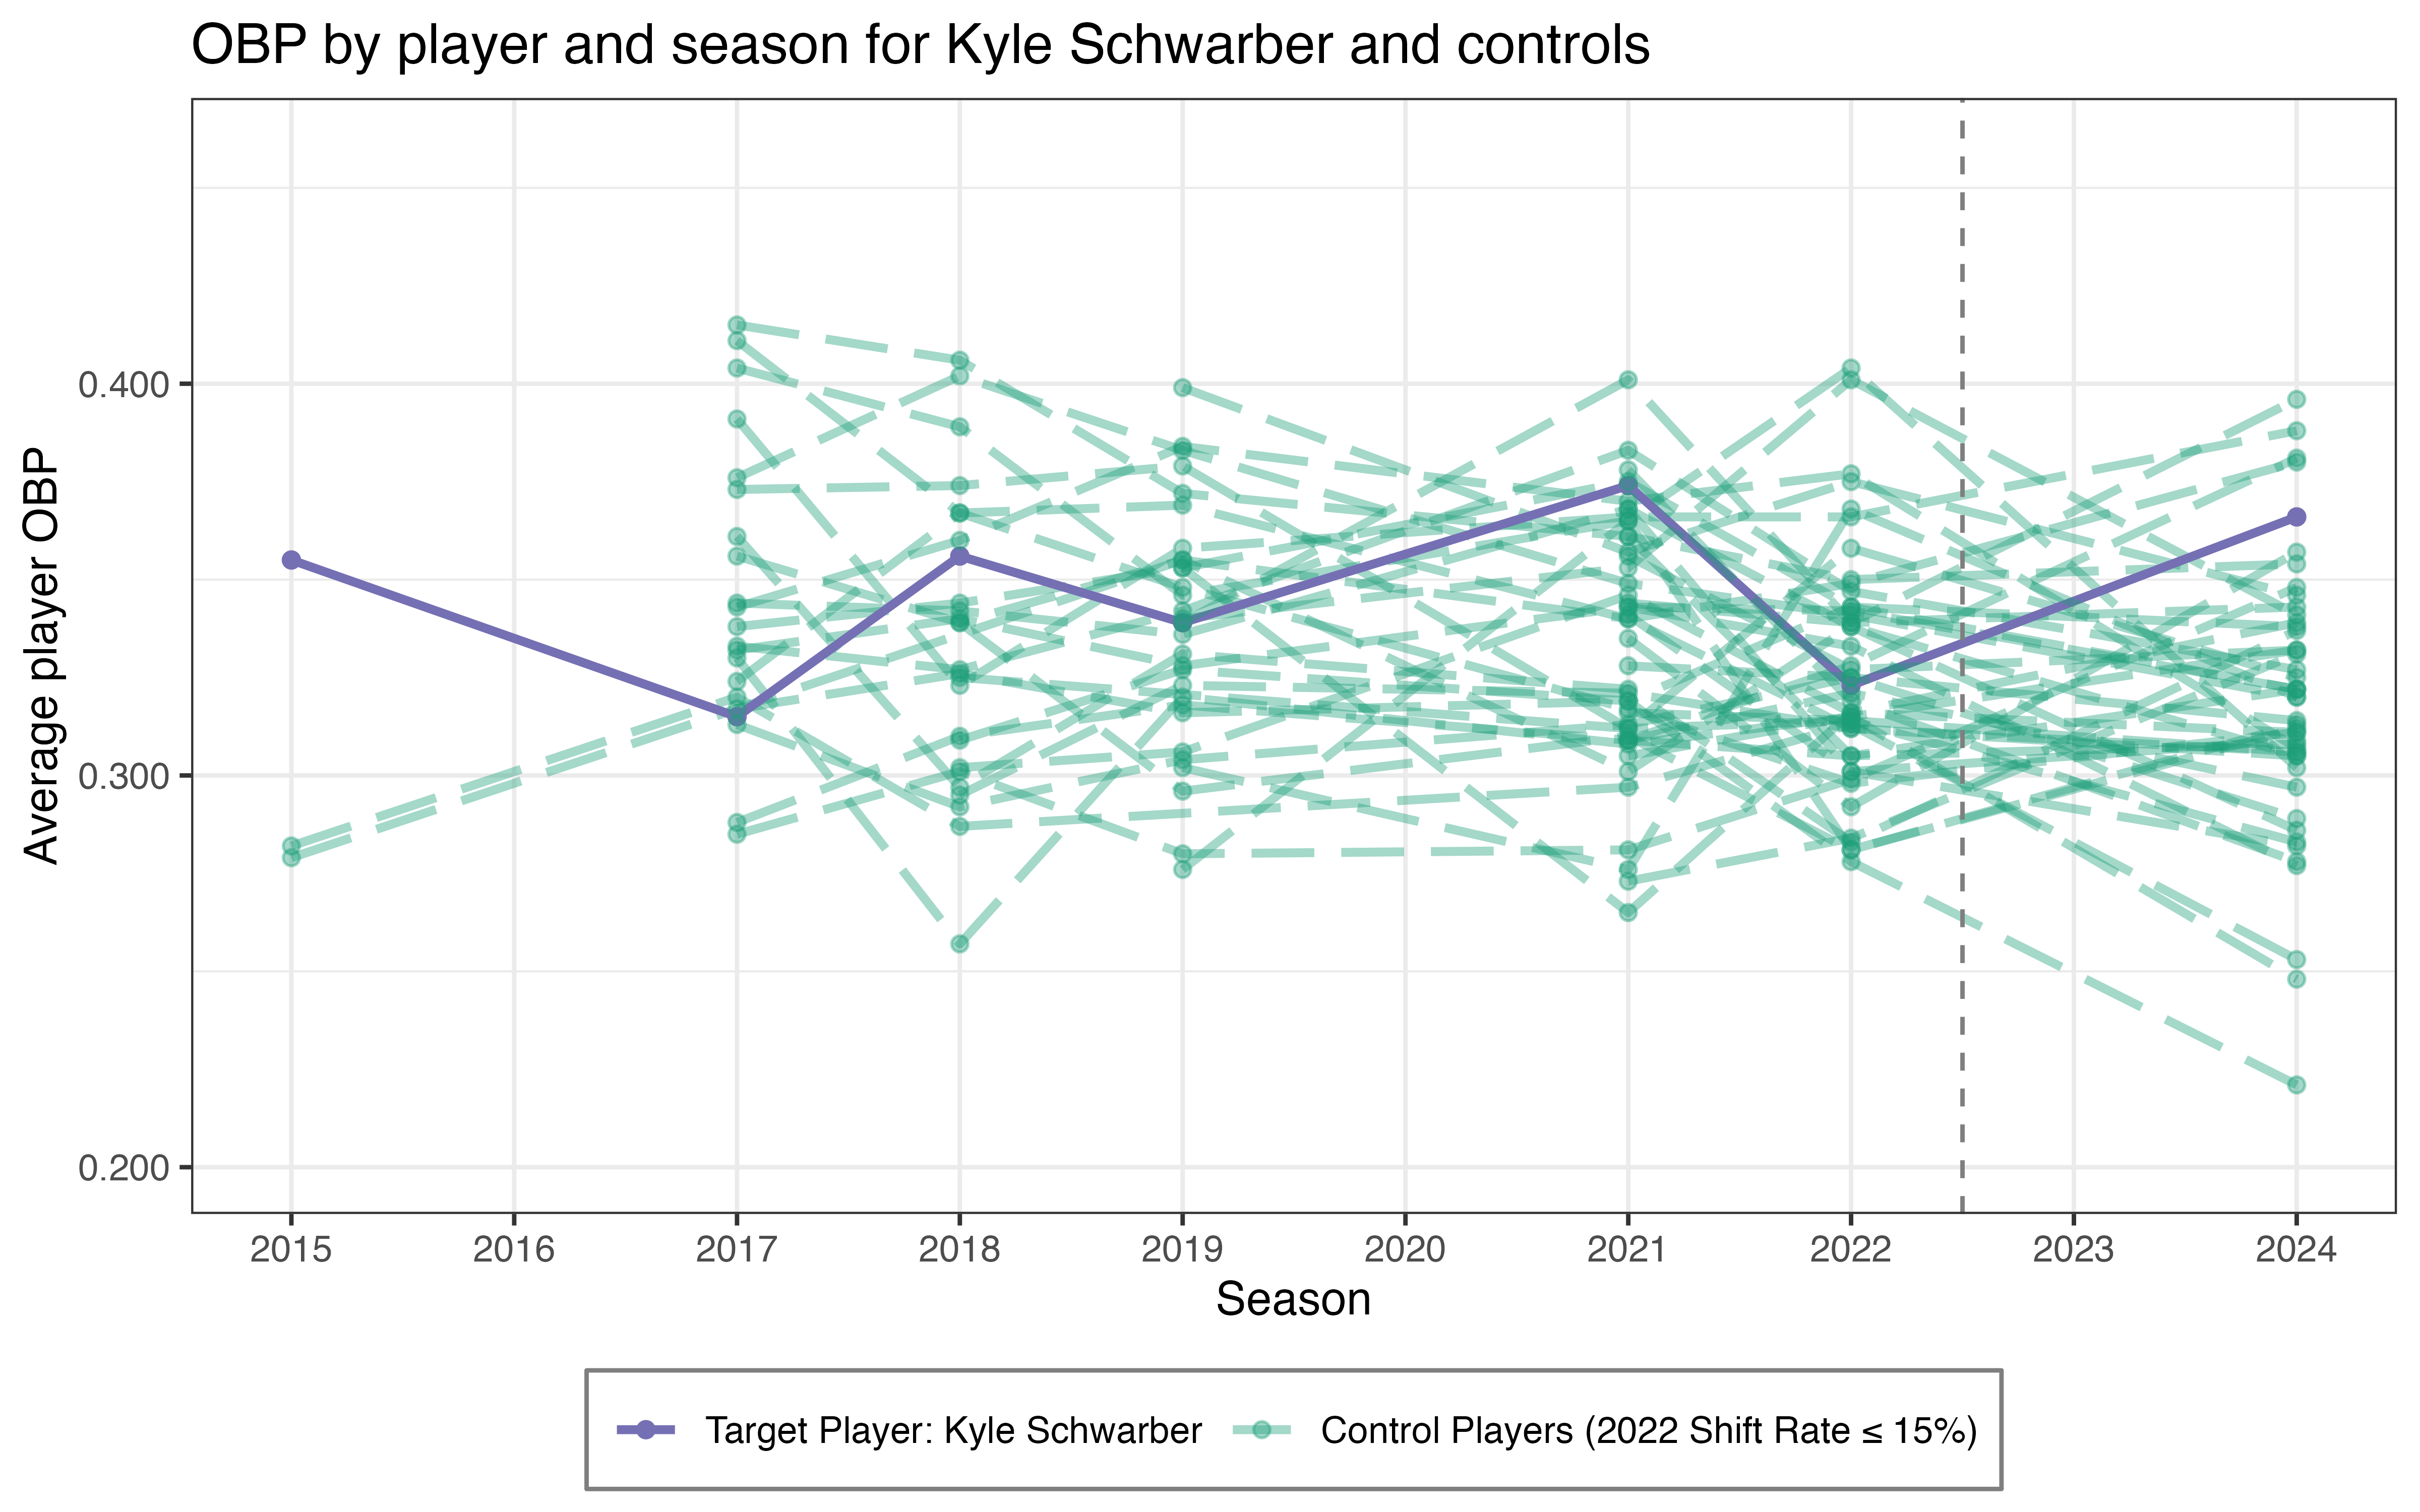 OBP by player and season for Kyle Schwarber and controls
Average player OBP
0.400
0.300
0.200
2015 2016 2017 2018 2019 2020 2021 2022 2023 2024
Season
Target Player: Kyle Schwarber Control Players (2022 Shift Rate ≤ 15%)